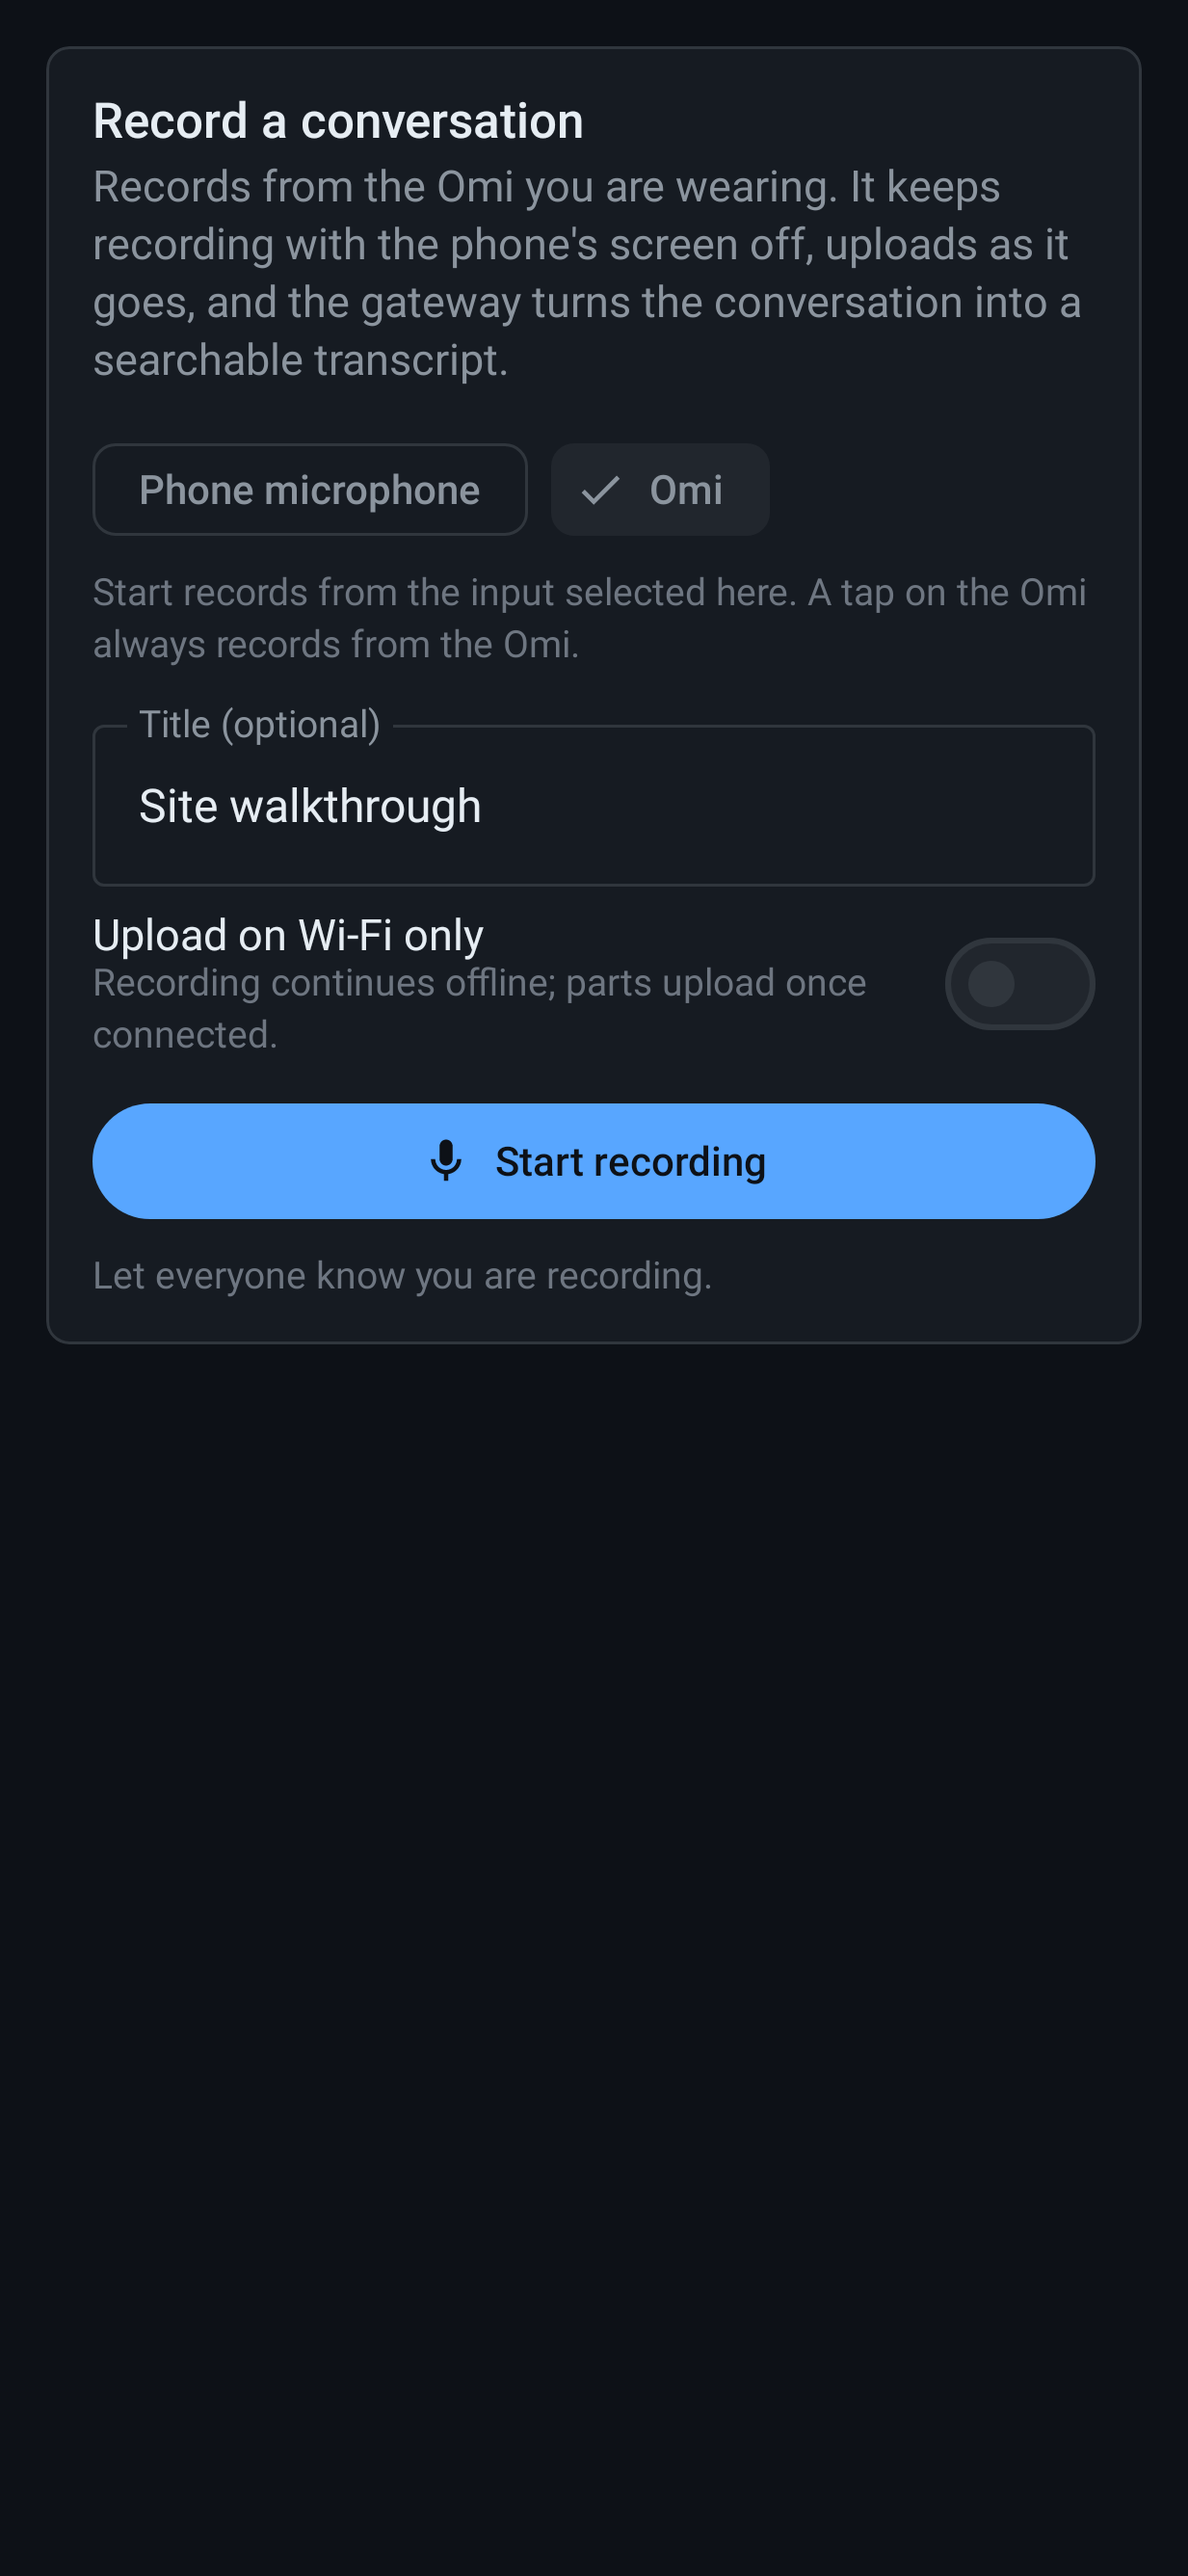 Record a conversation
Records from the Omi you are wearing. It keeps
recording with the phone's screen off, uploads as it
goes, and the gateway turns the conversation into a
searchable transcript.
Phone microphone
Omi
Start records from the input selected here. A tap on the Omi
always records from the Omi.
Title (optional)
Site walkthrough
Upload on Wi-Fi only
Recording continues offline; parts upload once
connected.
Start recording
Let everyone know you are recording.